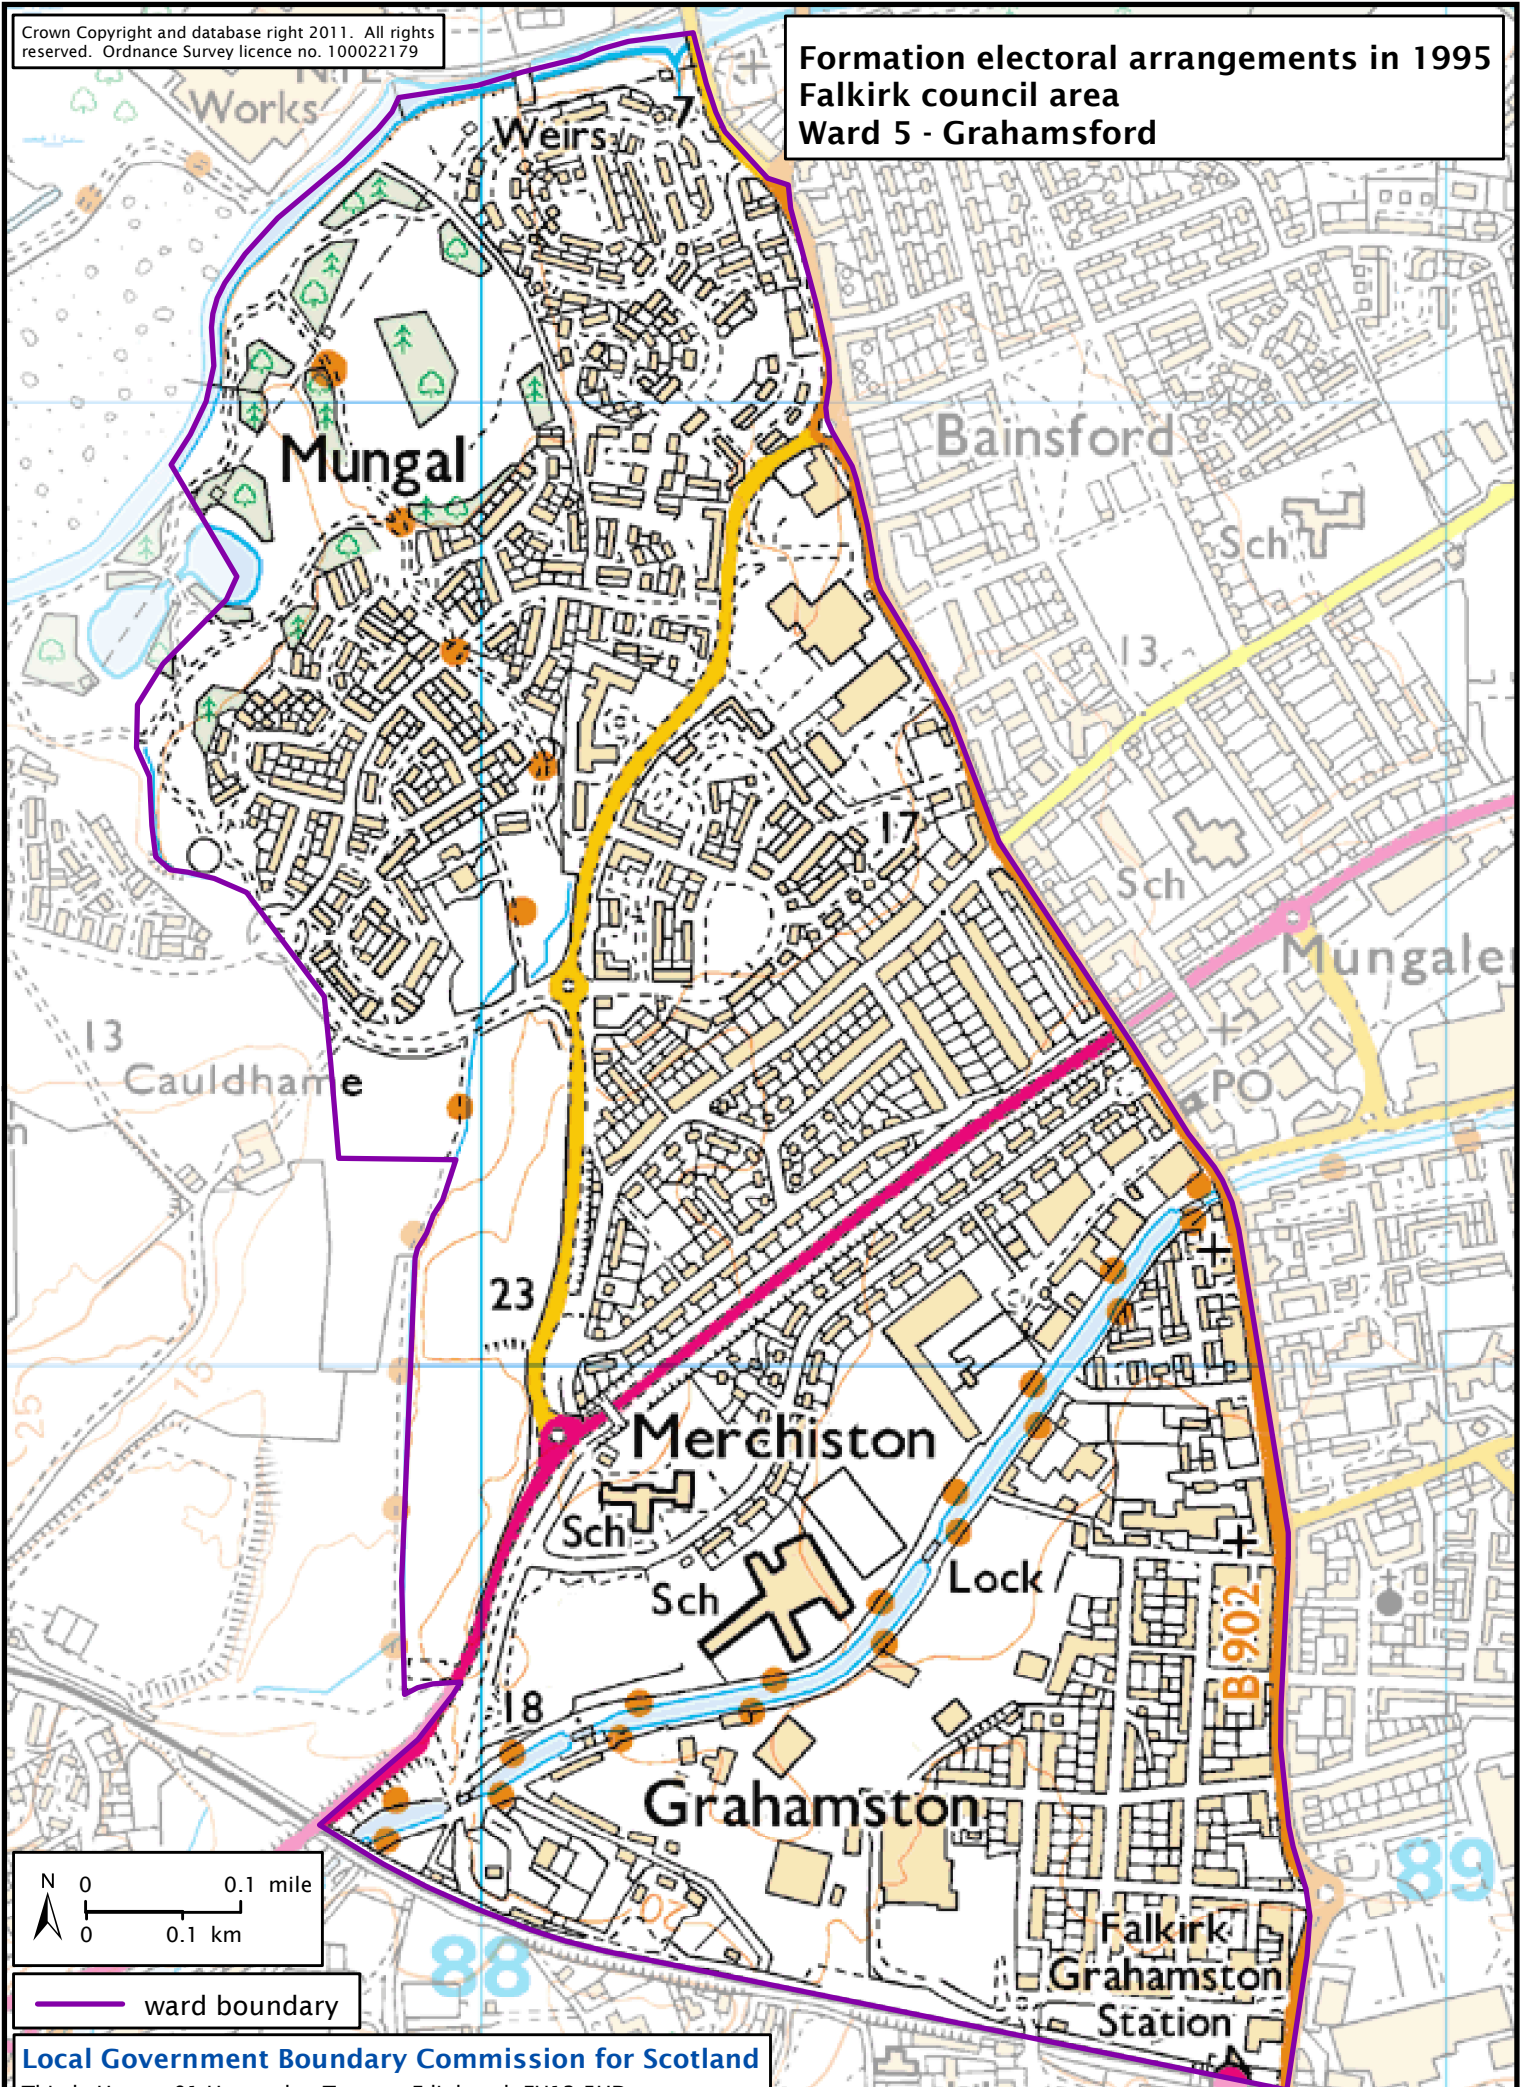 Crown Copyright and database right 2011. All rights
reserved. Ordnance Survey licence no. 100022179
Formation electoral arrangements in 1995
Falkirk council area
Ward 5 - Grahamsford
Works
Weirs
7
Mungal
Bainsford
Sch
13
17
Sch
Mungale
13
Cauldhame
PO
23
15
25
Merchiston
Sch
Sch
Lock
B 902
18
Grahamston
89
20
88
Falkirk
Grahamston
Station
N 0 0.1 mile
0 0.1 km
ward boundary
Local Government Boundary Commission for Scotland